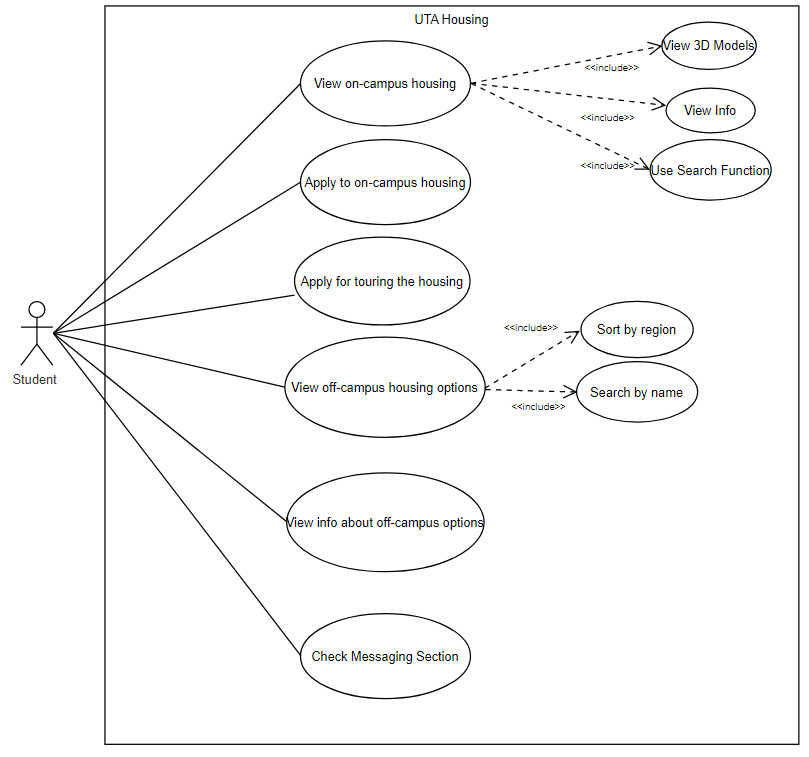 UTA Housing
View on-campus housing
<<include>>
View 3D Models
<<include>>
View Info
<<include>>
Use Search Function
Apply to on-campus housing
Apply for touring the housing
Student
View off-campus housing options
<<include>>
Sort by region
<<include>>
Search by name
View info about off-campus options
Check Messaging Section